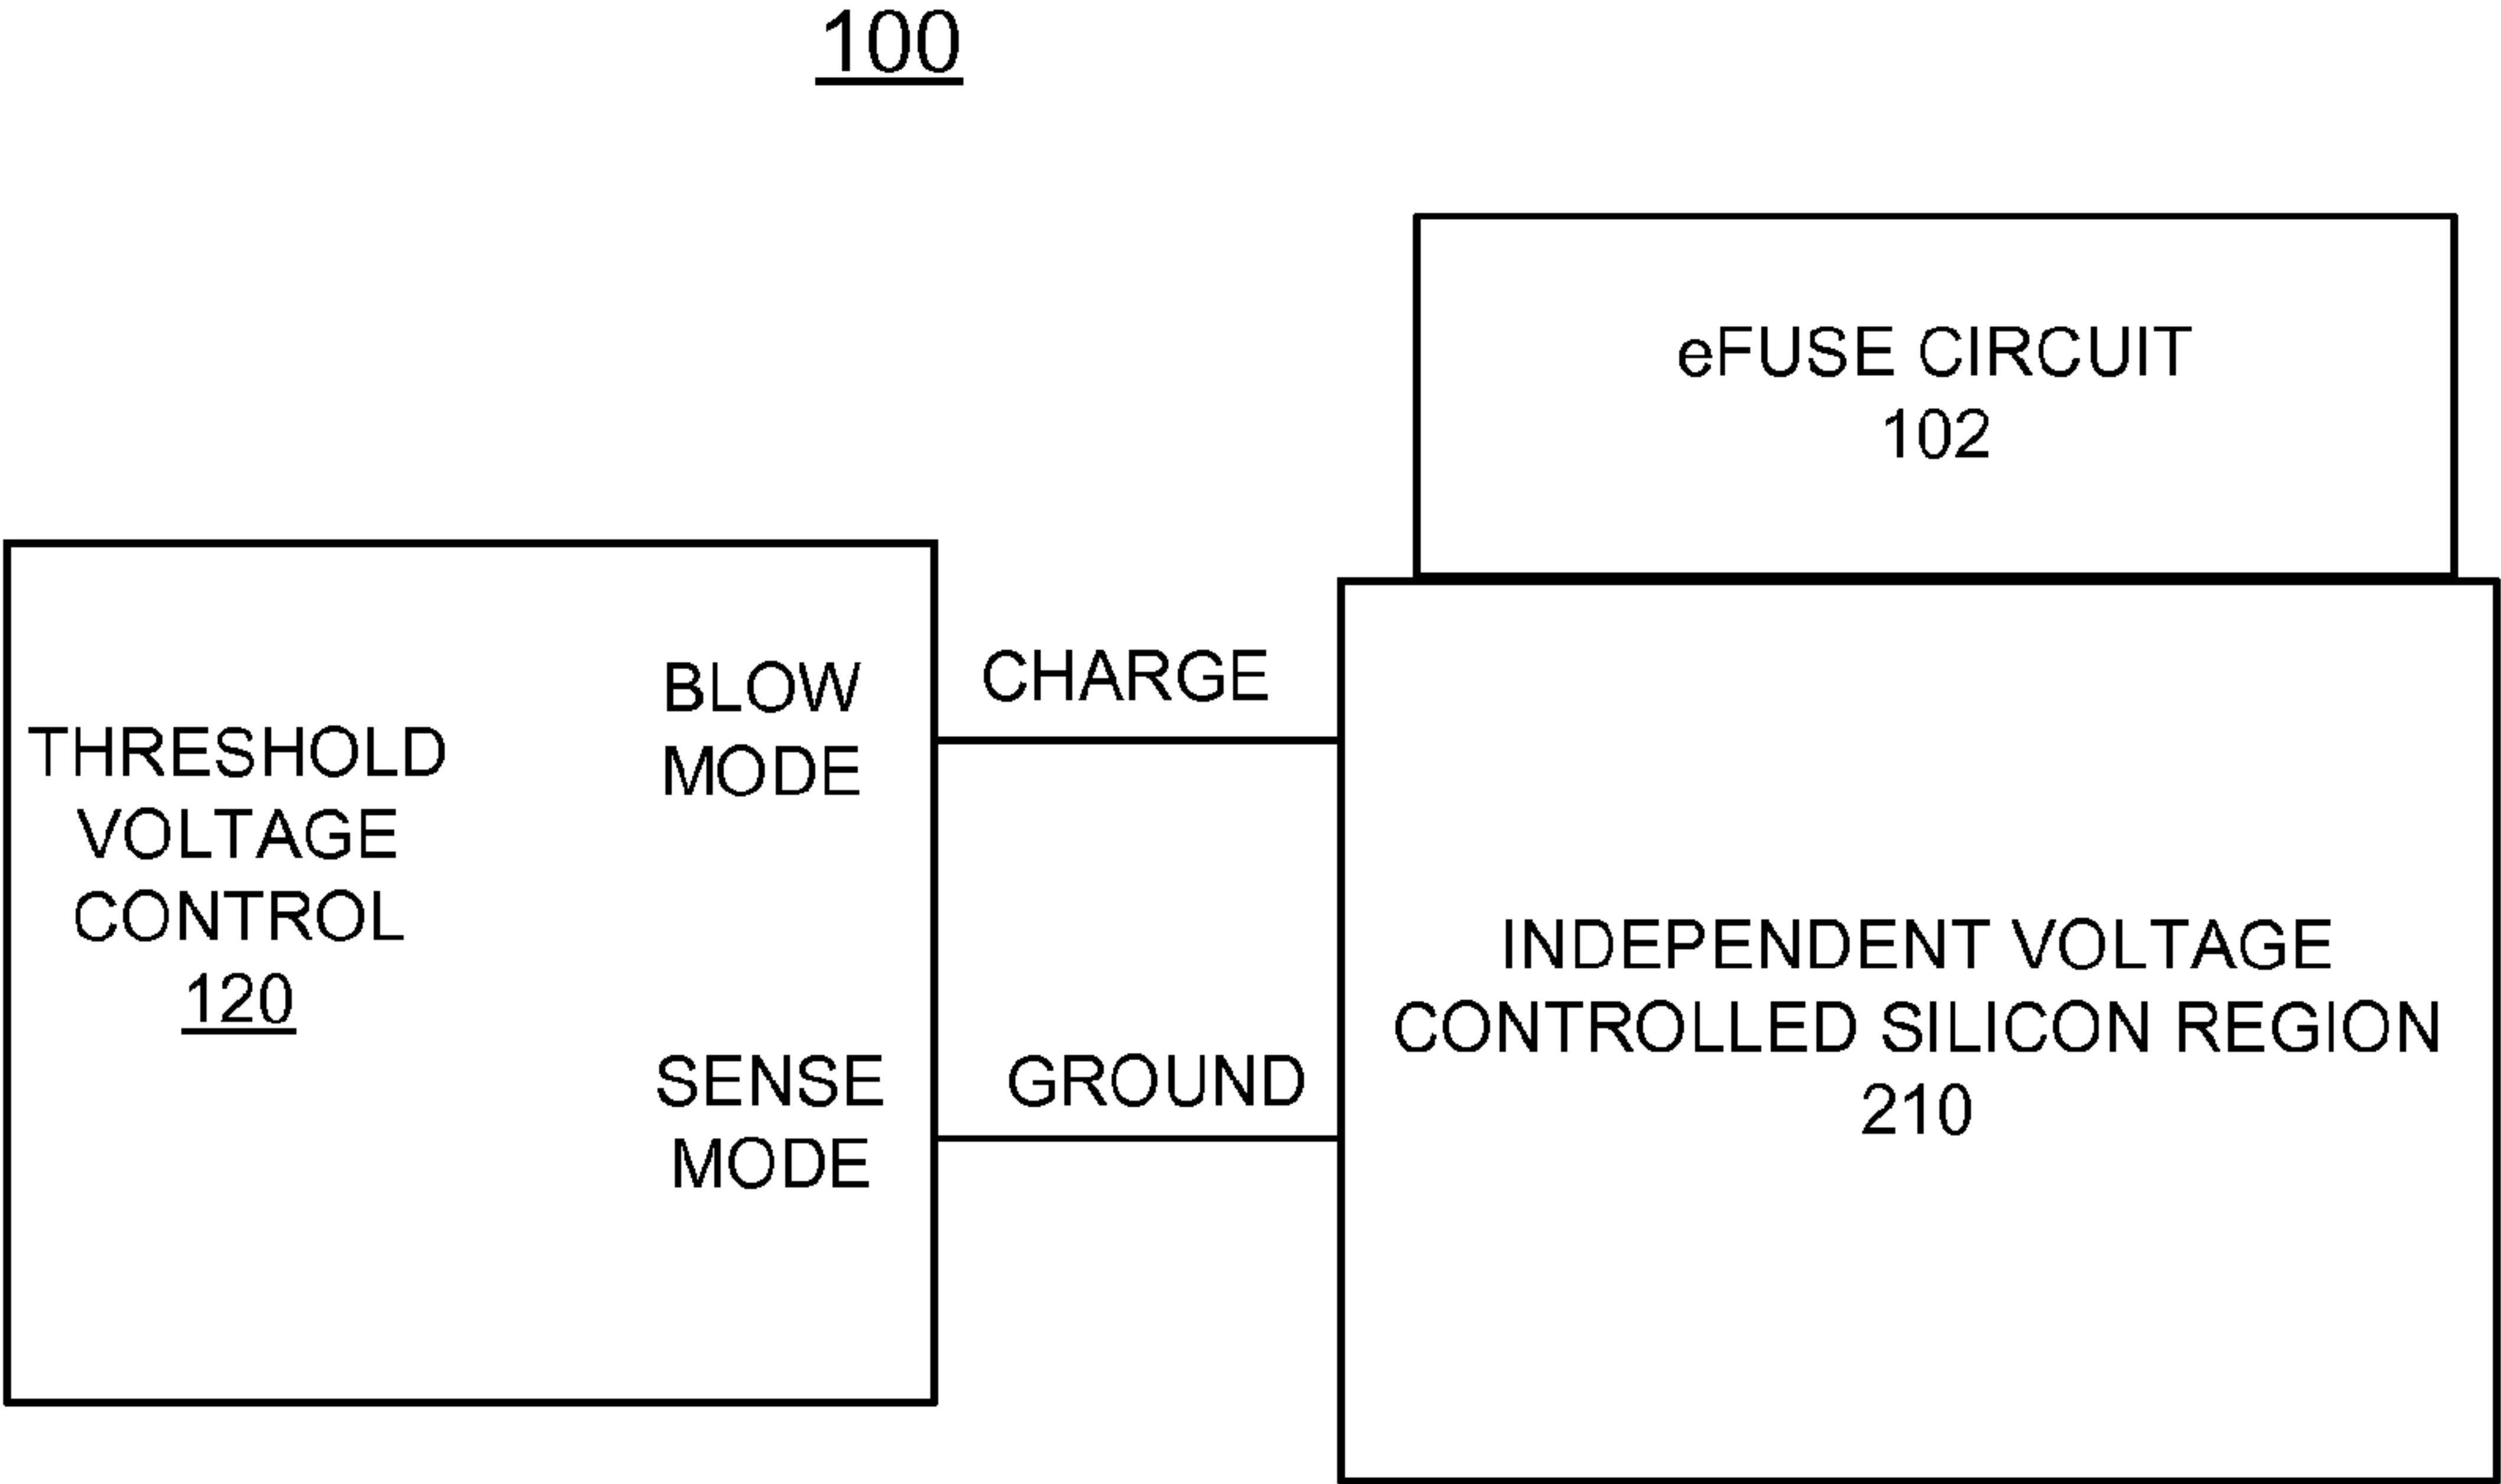 100
eFUSE CIRCUIT
102
THRESHOLD
VOLTAGE
CONTROL
120
BLOW
MODE
SENSE
MODE
CHARGE
GROUND
INDEPENDENT VOLTAGE
CONTROLLED SILICON REGION
210